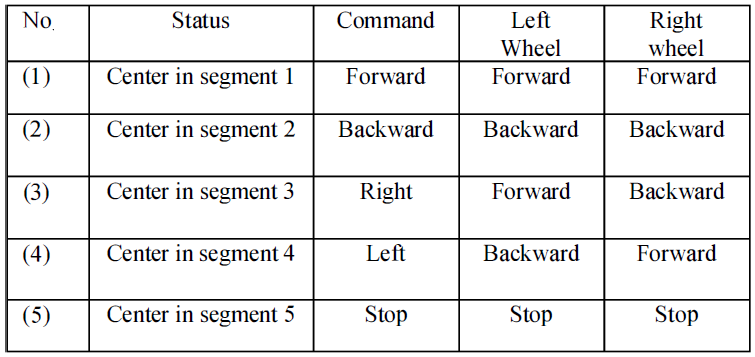 No. Status Command Left Wheel Right wheel
(1) Center in segment 1 Forward Forward Forward
(2) Center in segment 2 Backward Backward Backward
(3) Center in segment 3 Right Forward Backward
(4) Center in segment 4 Left Backward Forward
(5) Center in segment 5 Stop Stop Stop